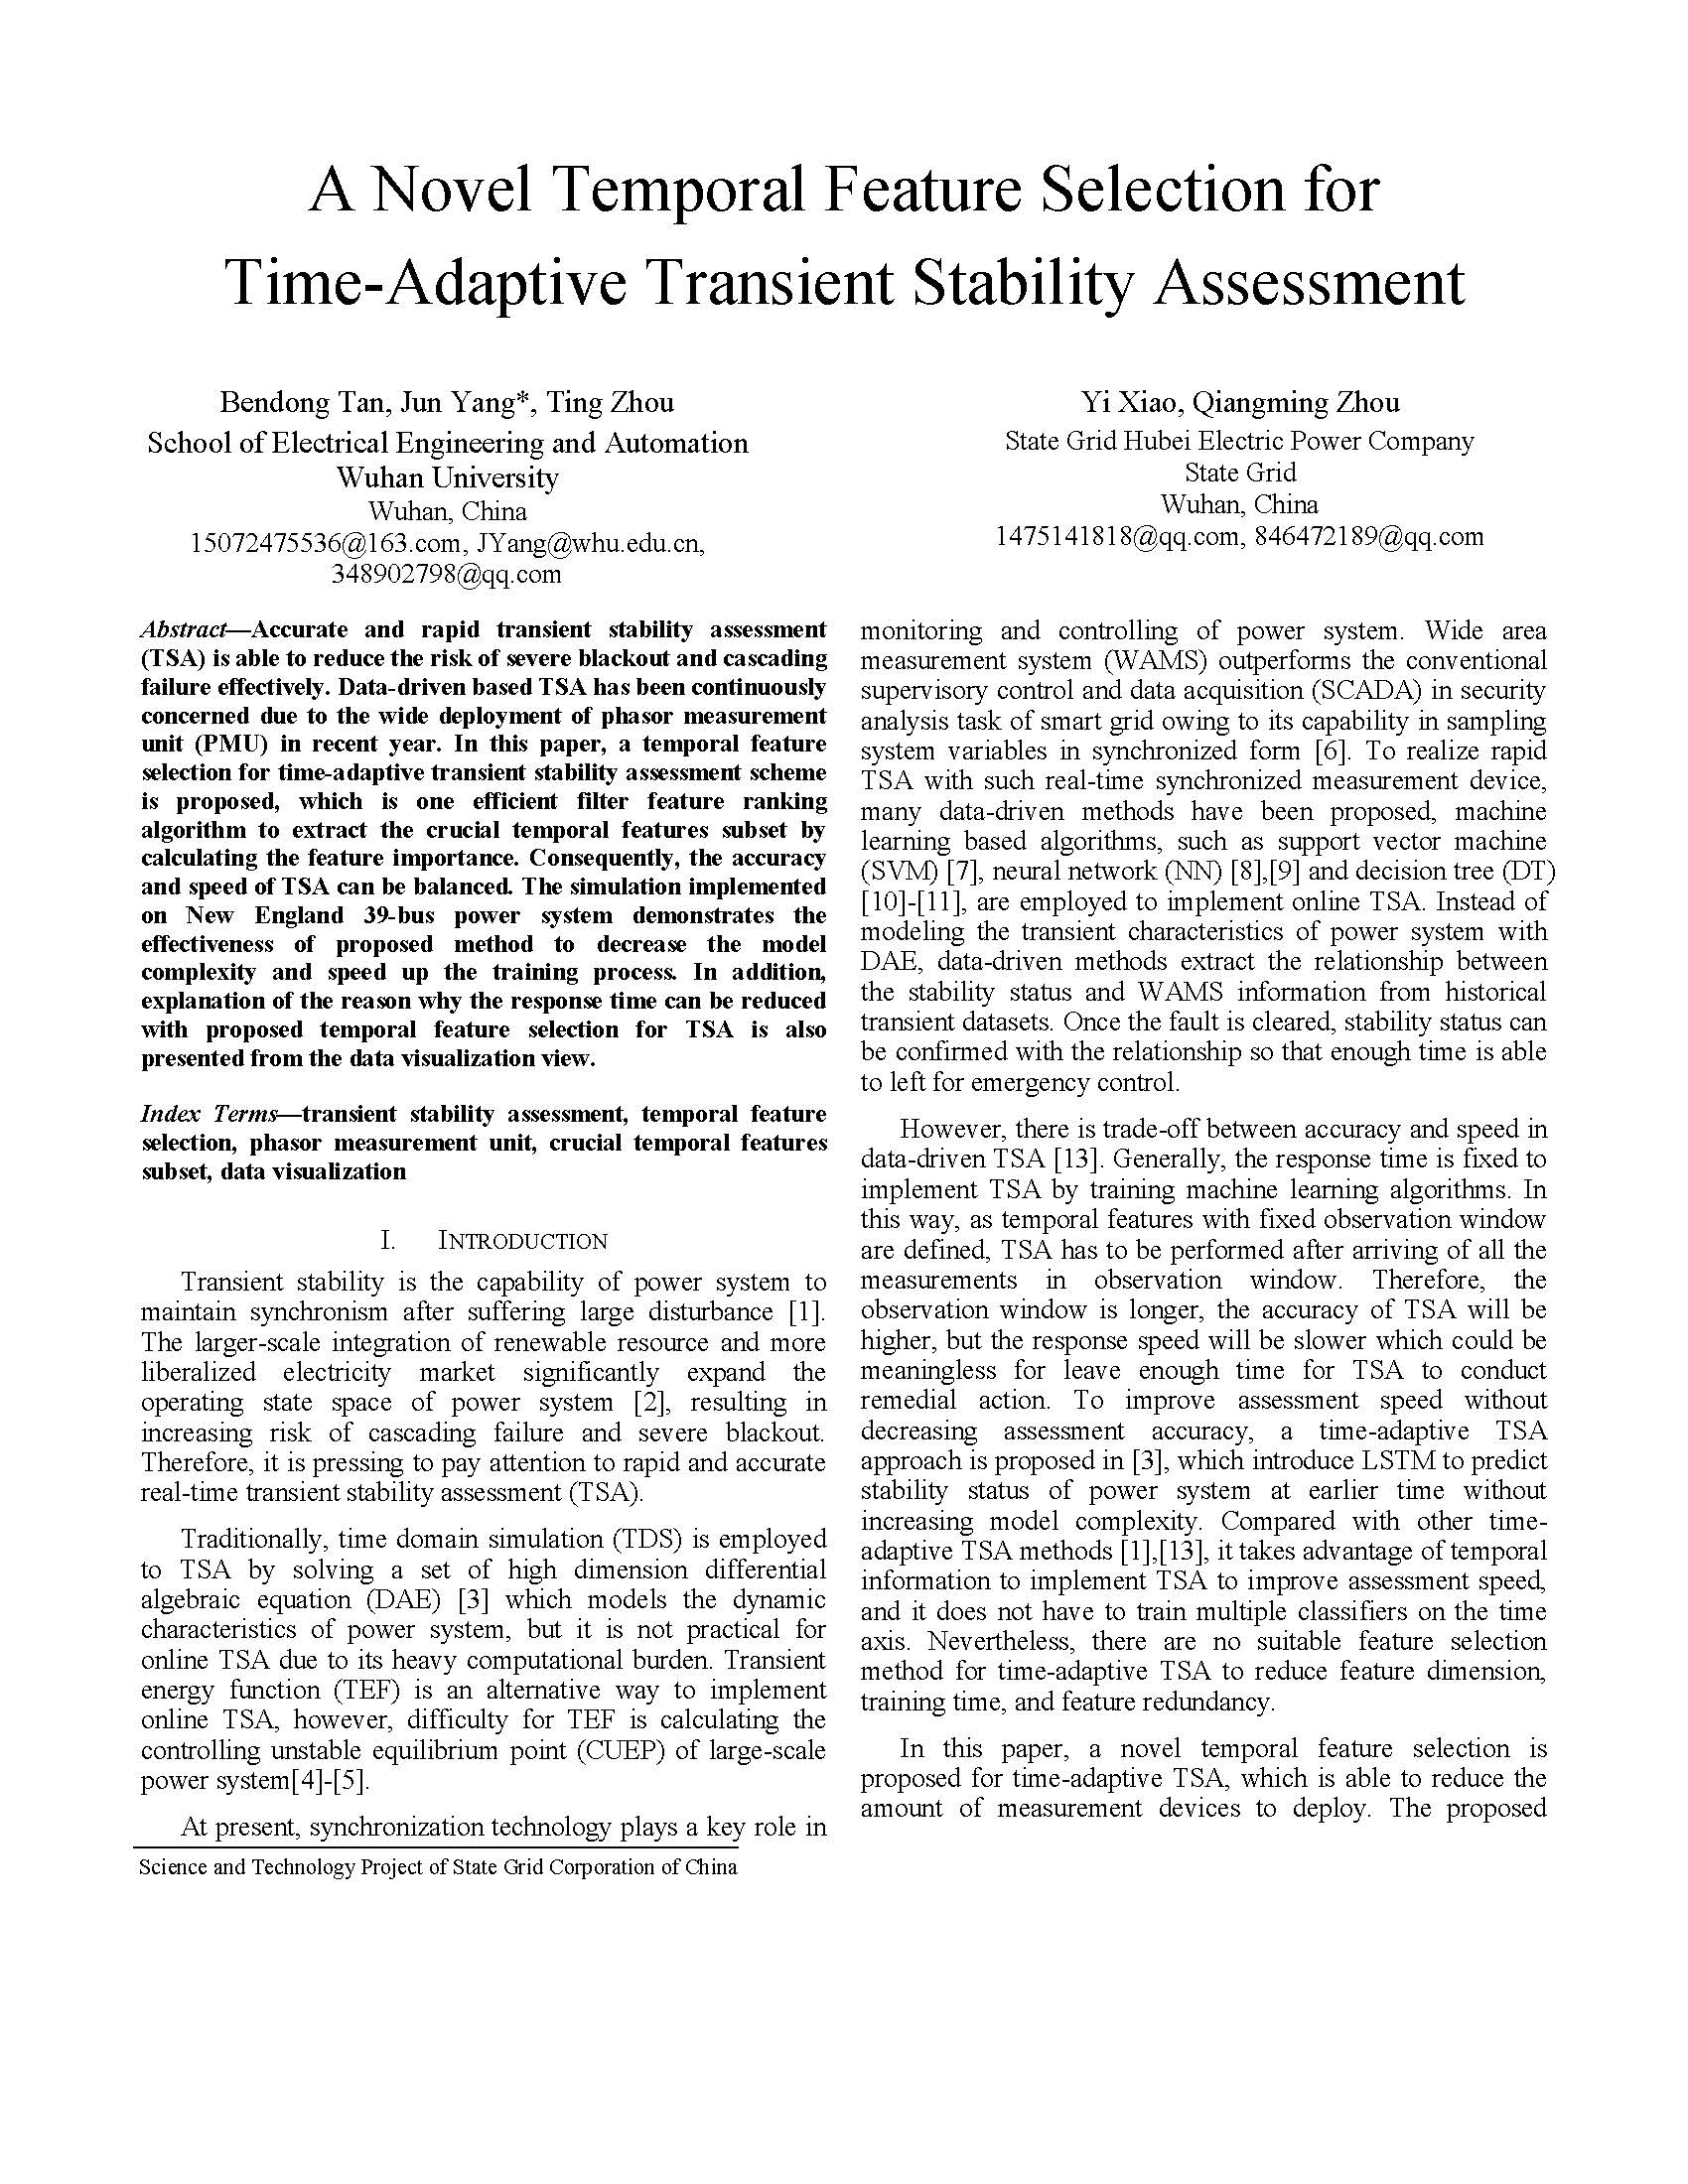 A Novel Temporal Feature Selection for
Time-Adaptive Transient Stability Assessment
Bendong Tan, Jun Yang*, Ting Zhou
School of Electrical Engineering and Automation
Wuhan University
Wuhan, China
15072475536@163.com, JYang@whu.edu.cn,
348902798@qq.com
Yi Xiao, Qiangming Zhou
State Grid Hubei Electric Power Company
State Grid
Wuhan, China
1475141818@qq.com, 846472189@qq.com
Abstract—Accurate and rapid transient stability assessment
(TSA) is able to reduce the risk of severe blackout and cascading
failure effectively. Data-driven based TSA has been continuously
concerned due to the wide deployment of phasor measurement
unit (PMU) in recent year. In this paper, a temporal feature
selection for time-adaptive transient stability assessment scheme
is proposed, which is one efficient filter feature ranking
algorithm to extract the crucial temporal features subset by
calculating the feature importance. Consequently, the accuracy
and speed of TSA can be balanced. The simulation implemented
on New England 39-bus power system demonstrates the
effectiveness of proposed method to decrease the model
complexity and speed up the training process. In addition,
explanation of the reason why the response time can be reduced
with proposed temporal feature selection for TSA is also
presented from the data visualization view.
Index Terms—transient stability assessment, temporal feature
selection, phasor measurement unit, crucial temporal features
subset, data visualization
I. INTRODUCTION
Transient stability is the capability of power system to
maintain synchronism after suffering large disturbance [1].
The larger-scale integration of renewable resource and more
liberalized electricity market significantly expand the
operating state space of power system [2], resulting in
increasing risk of cascading failure and severe blackout.
Therefore, it is pressing to pay attention to rapid and accurate
real-time transient stability assessment (TSA).
Traditionally, time domain simulation (TDS) is employed
to TSA by solving a set of high dimension differential
algebraic equation (DAE) [3] which models the dynamic
characteristics of power system, but it is not practical for
online TSA due to its heavy computational burden. Transient
energy function (TEF) is an alternative way to implement
online TSA, however, difficulty for TEF is calculating the
controlling unstable equilibrium point (CUEP) of large-scale
power system[4]-[5].
At present, synchronization technology plays a key role in
Science and Technology Project of State Grid Corporation of China
monitoring and controlling of power system. Wide area
measurement system (WAMS) outperforms the conventional
supervisory control and data acquisition (SCADA) in security
analysis task of smart grid owing to its capability in sampling
system variables in synchronized form [6]. To realize rapid
TSA with such real-time synchronized measurement device,
many data-driven methods have been proposed, machine
learning based algorithms, such as support vector machine
(SVM) [7], neural network (NN) [8],[9] and decision tree (DT)
[10]-[11], are employed to implement online TSA. Instead of
modeling the transient characteristics of power system with
DAE, data-driven methods extract the relationship between
the stability status and WAMS information from historical
transient datasets. Once the fault is cleared, stability status can
be confirmed with the relationship so that enough time is able
to left for emergency control.
However, there is trade-off between accuracy and speed in
data-driven TSA [13]. Generally, the response time is fixed to
implement TSA by training machine learning algorithms. In
this way, as temporal features with fixed observation window
are defined, TSA has to be performed after arriving of all the
measurements in observation window. Therefore, the
observation window is longer, the accuracy of TSA will be
higher, but the response speed will be slower which could be
meaningless for leave enough time for TSA to conduct
remedial action. To improve assessment speed without
decreasing assessment accuracy, a time-adaptive TSA
approach is proposed in [3], which introduce LSTM to predict
stability status of power system at earlier time without
increasing model complexity. Compared with other time-
adaptive TSA methods [1],[13], it takes advantage of temporal
information to implement TSA to improve assessment speed,
and it does not have to train multiple classifiers on the time
axis. Nevertheless, there are no suitable feature selection
method for time-adaptive TSA to reduce feature dimension,
training time, and feature redundancy.
In this paper, a novel temporal feature selection is
proposed for time-adaptive TSA, which is able to reduce the
amount of measurement devices to deploy. The proposed